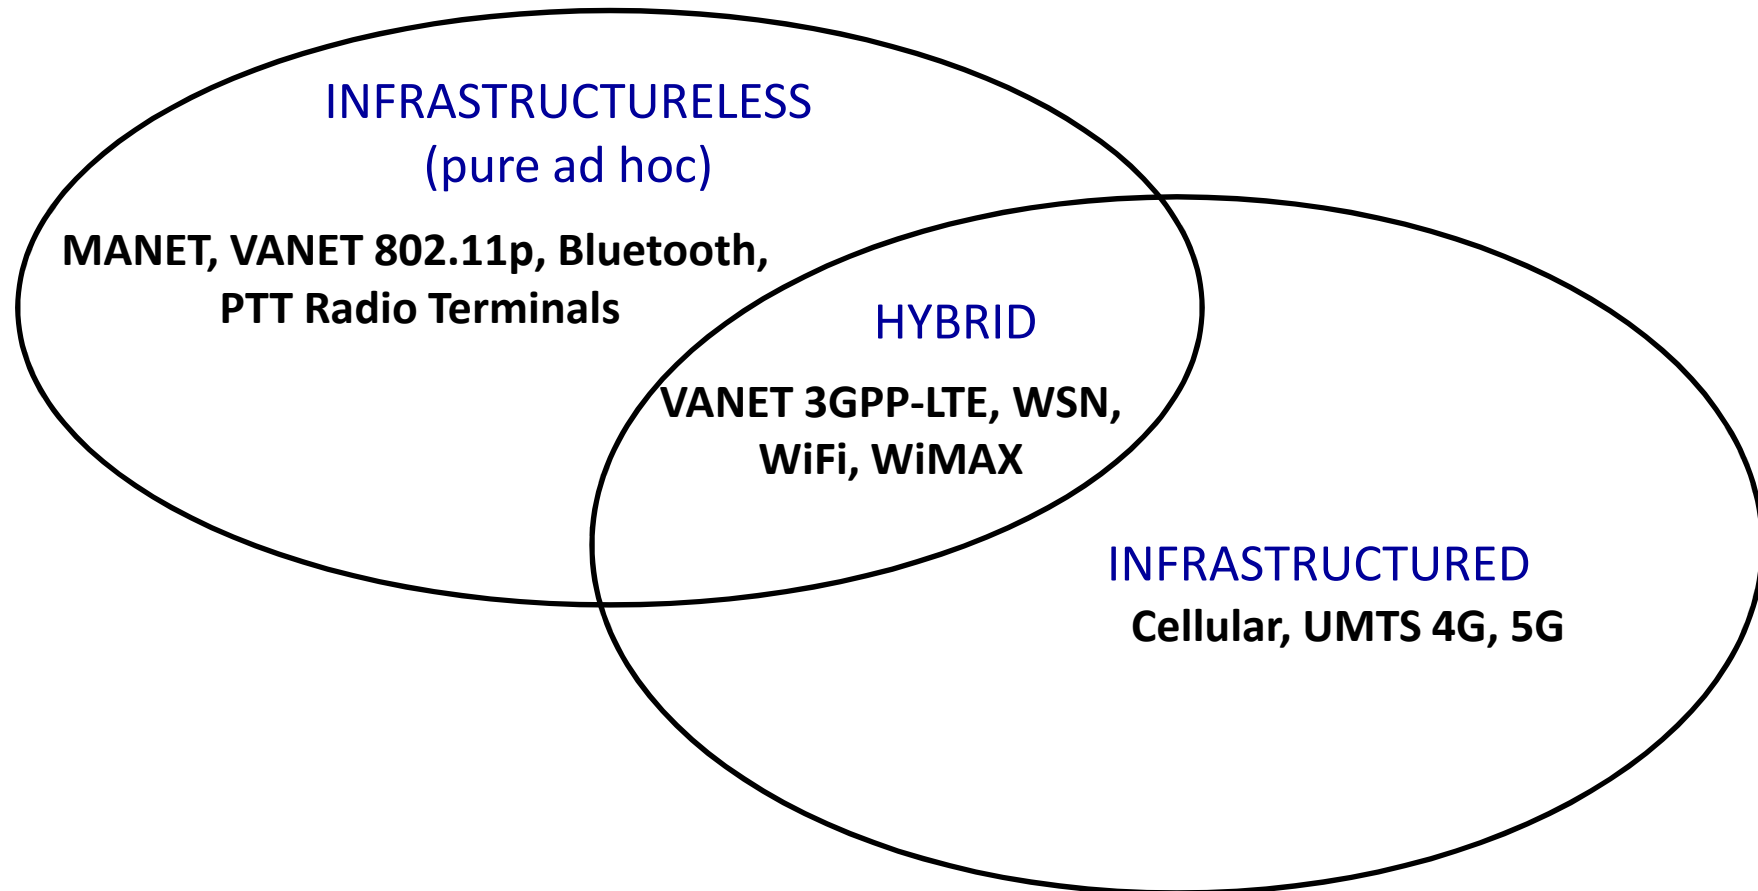 INFRASTRUCTURELESS
(pure ad hoc)
MANET, VANET 802.11p, Bluetooth,
PTT Radio Terminals
HYBRID
VANET 3GPP-LTE, WSN,
WiFi, WiMAX
INFRASTRUCTURED
Cellular, UMTS 4G, 5G